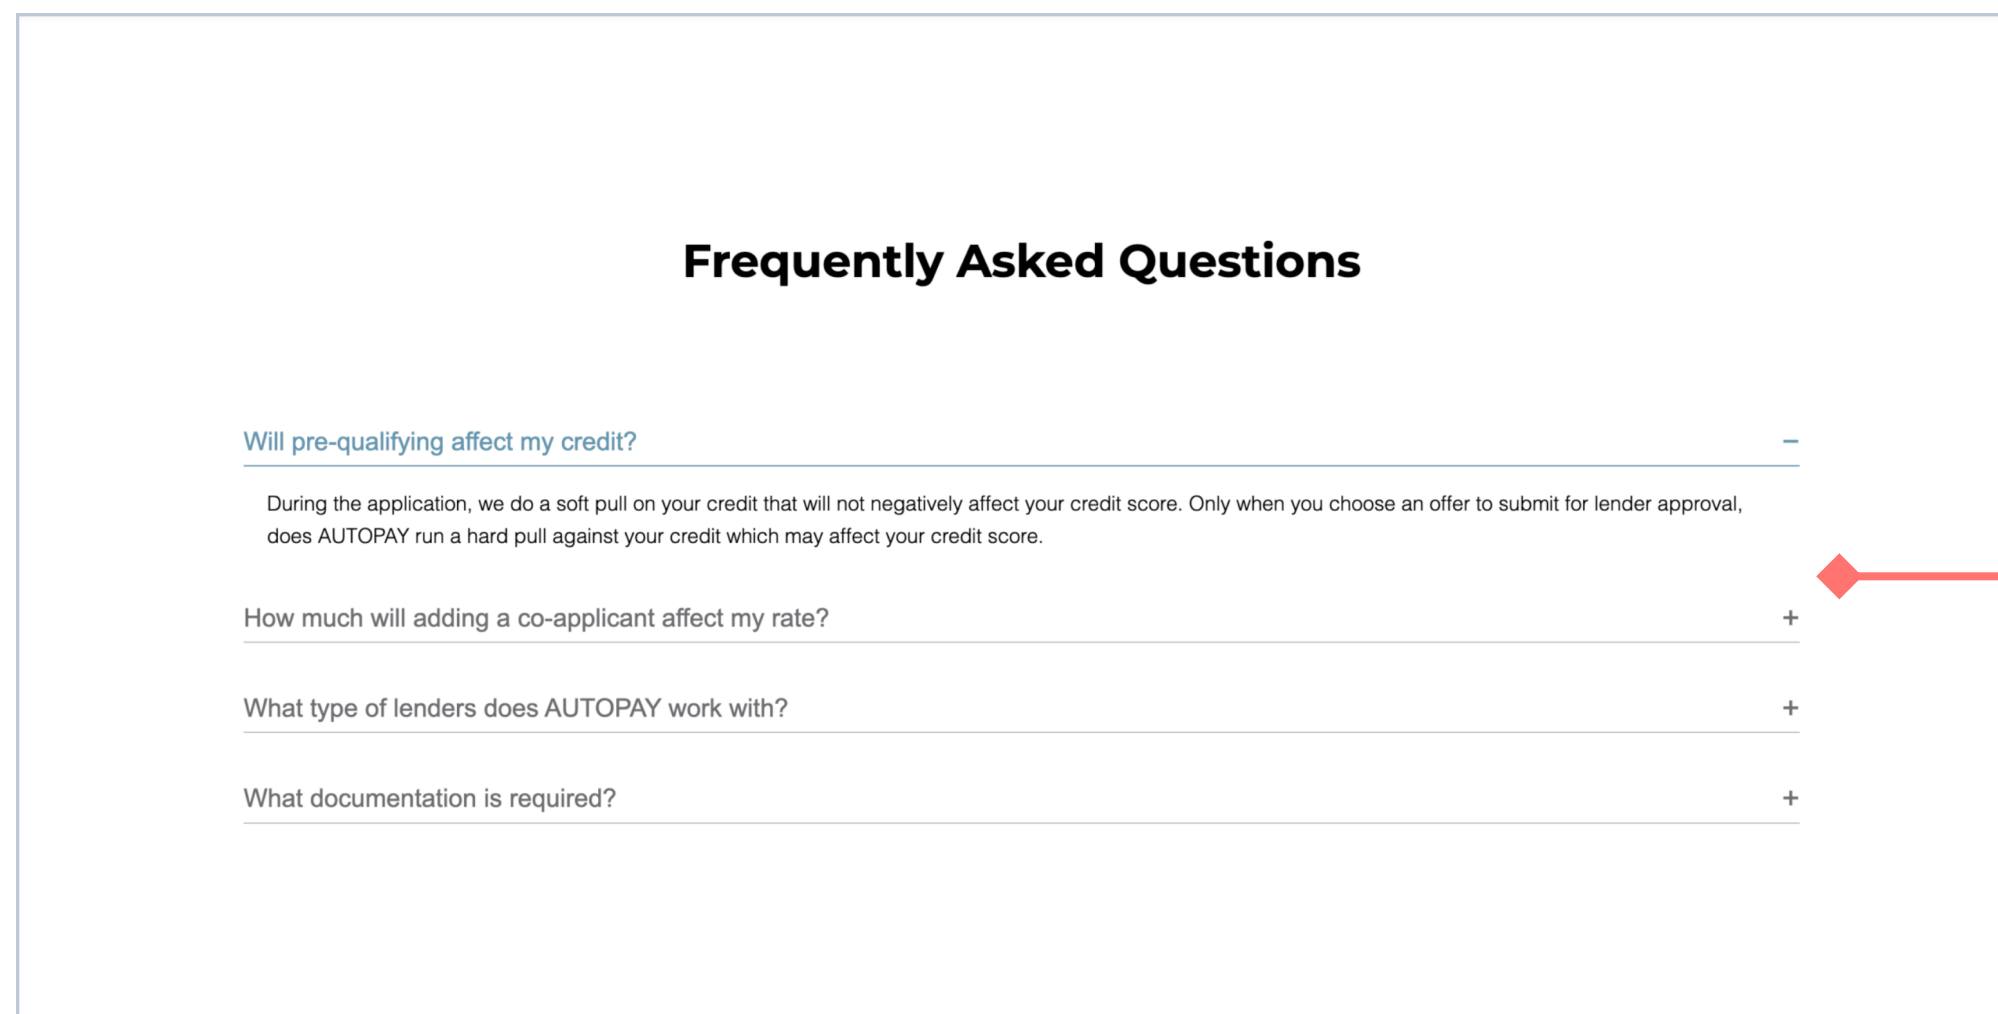 Frequently Asked Questions
Will pre-qualifying affect my credit? −
During the application, we do a soft pull on your credit that will not negatively affect your credit score. Only when you choose an offer to submit for lender approval,
does AUTOPAY run a hard pull against your credit which may affect your credit score.
How much will adding a co-applicant affect my rate? +
What type of lenders does AUTOPAY work with? +
What documentation is required? +